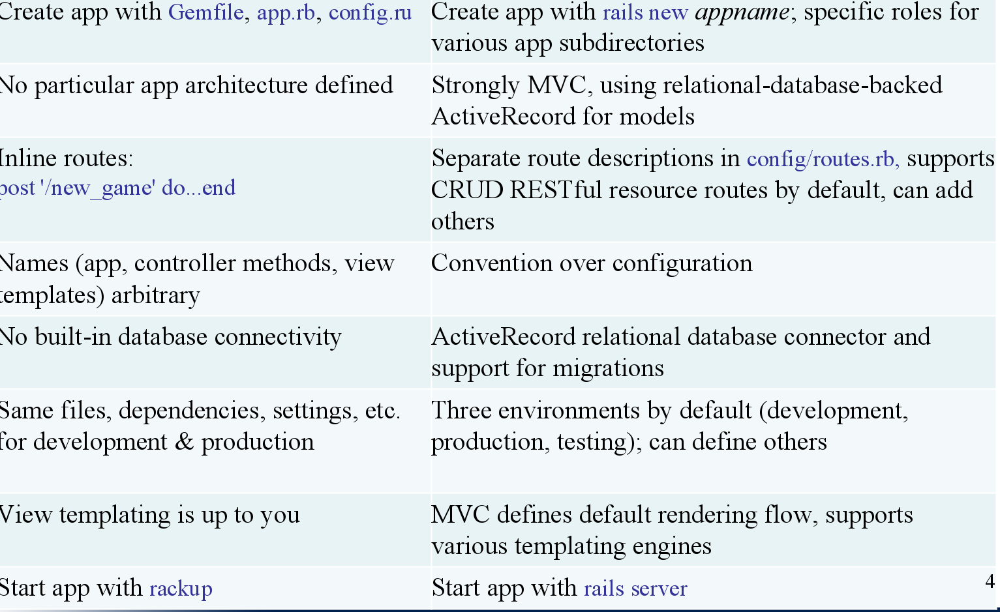 Create app with Gemfile, app.rb, config.ru
Create app with rails new appname; specific roles for
various app subdirectories
No particular app architecture defined
Strongly MVC, using relational-database-backed
ActiveRecord for models
Inline routes:
post '/new_game' do...end
Separate route descriptions in config/routes.rb, supports
CRUD RESTful resource routes by default, can add
others
Names (app, controller methods, view
templates) arbitrary
Convention over configuration
No built-in database connectivity
ActiveRecord relational database connector and
support for migrations
Same files, dependencies, settings, etc.
for development & production
Three environments by default (development,
production, testing); can define others
View templating is up to you
MVC defines default rendering flow, supports
various templating engines
Start app with rackup
Start app with rails server
4